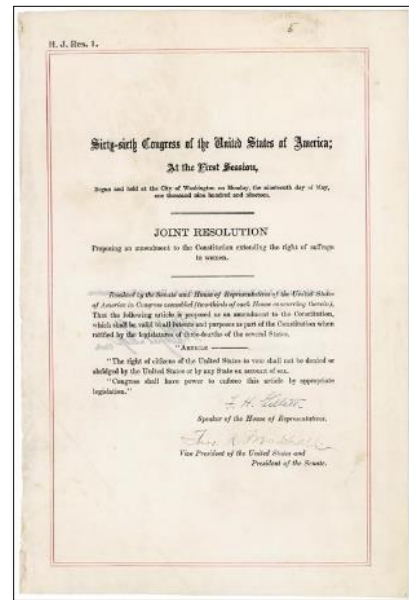 5
H. J. Res. 1.
Sixty-sixth Congress of the United States of America;
At the First Session,
Begun and held at the City of Washington on Monday, the nineteenth day of May,
one thousand nine hundred and nineteen.
JOINT RESOLUTION
Proposing an amendment to the Constitution extending the right of suffrage
to women.
Resolved by the Senate and House of Representatives of the United States
of America in Congress assembled (two-thirds of each House concurring therein),
That the following article is proposed as an amendment to the Constitution,
which shall be valid to all intents and purposes as part of the Constitution when
ratified by the legislatures of three-fourths of the several States.
"ARTICLE ————
"The right of citizens of the United States to vote shall not be denied or
abridged by the United States or by any State on account of sex.
"Congress shall have power to enforce this article by appropriate
legislation."
F. H. Gillett
Speaker of the House of Representatives.
Thos. R. Marshall
Vice President of the United States and
President of the Senate.